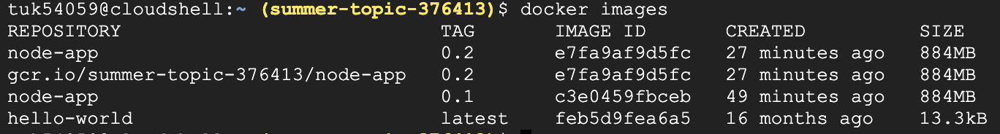 tuk54059@cloudshell:~ (summer-topic-376413)$ docker images
REPOSITORY TAG IMAGE ID CREATED SIZE
node-app 0.2 e7fa9af9d5fc 27 minutes ago 884MB
gcr.io/summer-topic-376413/node-app 0.2 e7fa9af9d5fc 27 minutes ago 884MB
node-app 0.1 c3e0459fbceb 49 minutes ago 884MB
hello-world latest feb5d9fea6a5 16 months ago 13.3kB